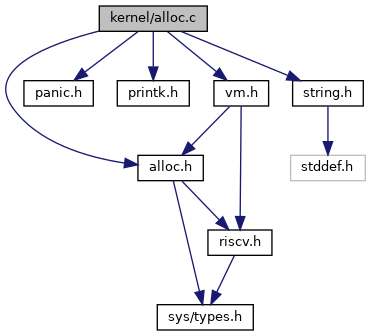 kernel/alloc.c
panic.h
printk.h
vm.h
string.h
alloc.h
stddef.h
riscv.h
sys/types.h